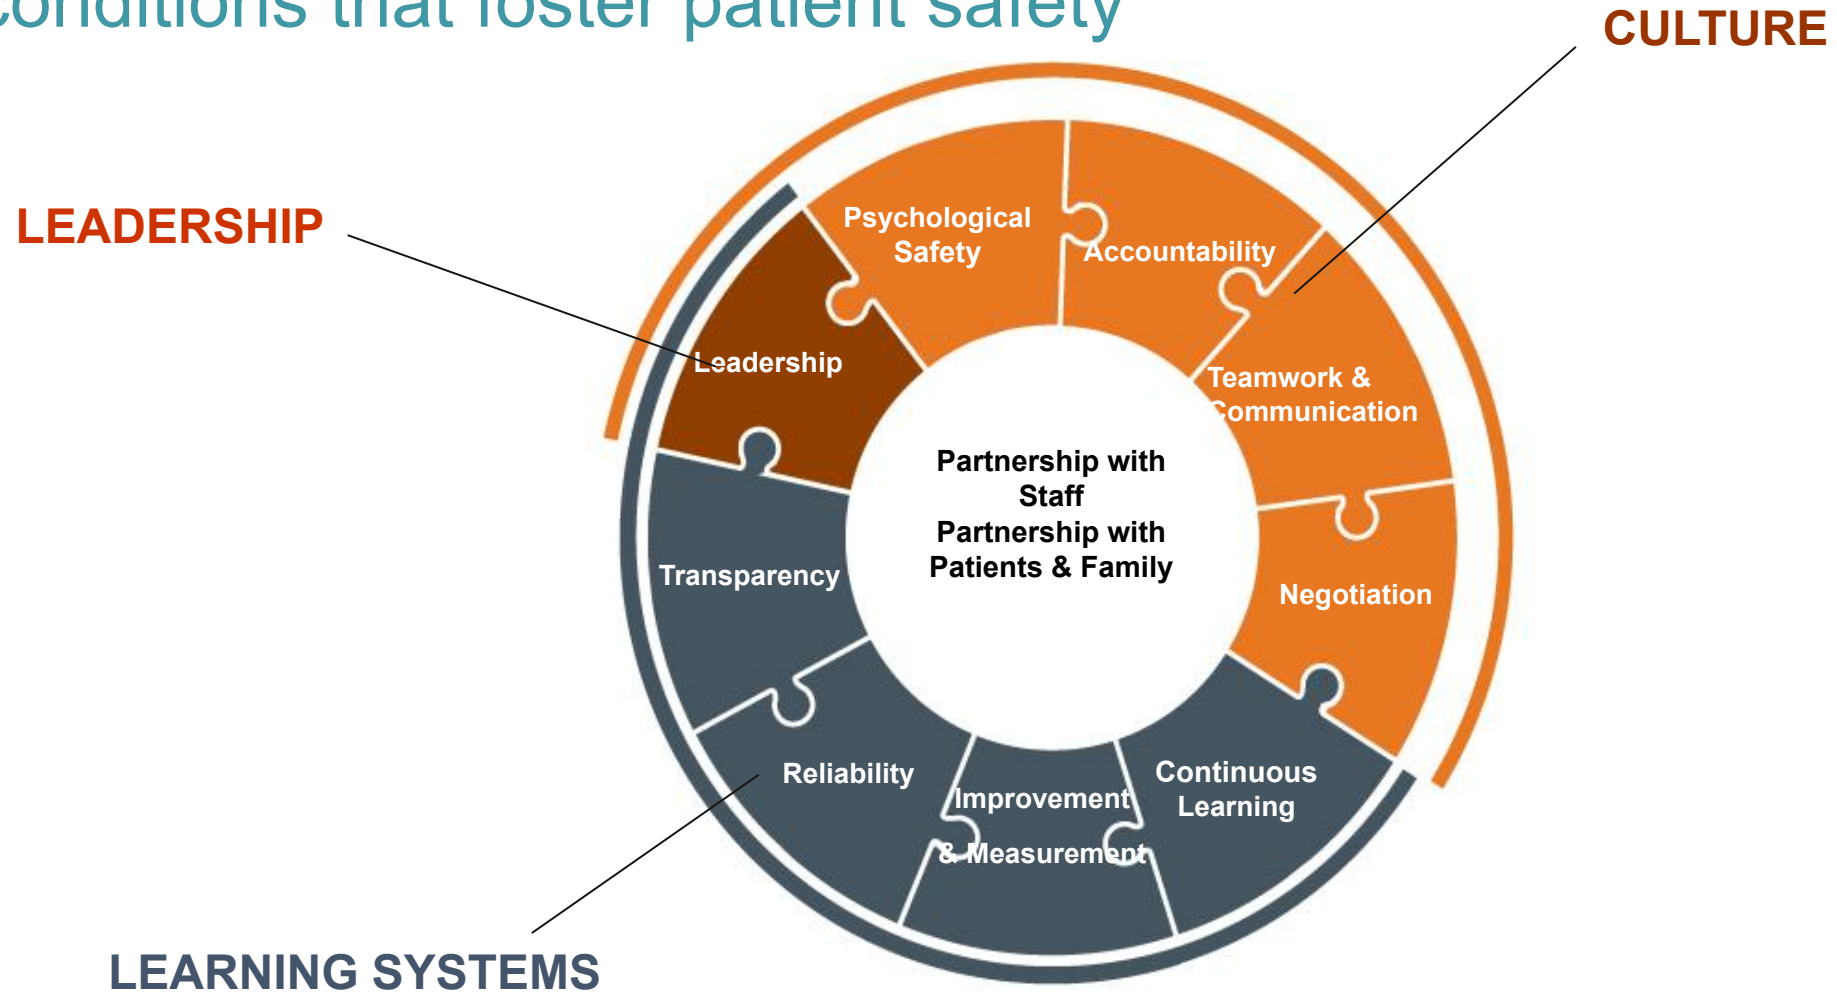 conditions that foster patient safety
CULTURE
LEADERSHIP
Psychological
Safety
Accountability
Leadership
Teamwork &
Communication
Partnership with
Staff
Partnership with
Patients & Family
Transparency
Negotiation
Reliability
Improvement
& Measurement
Continuous
Learning
LEARNING SYSTEMS